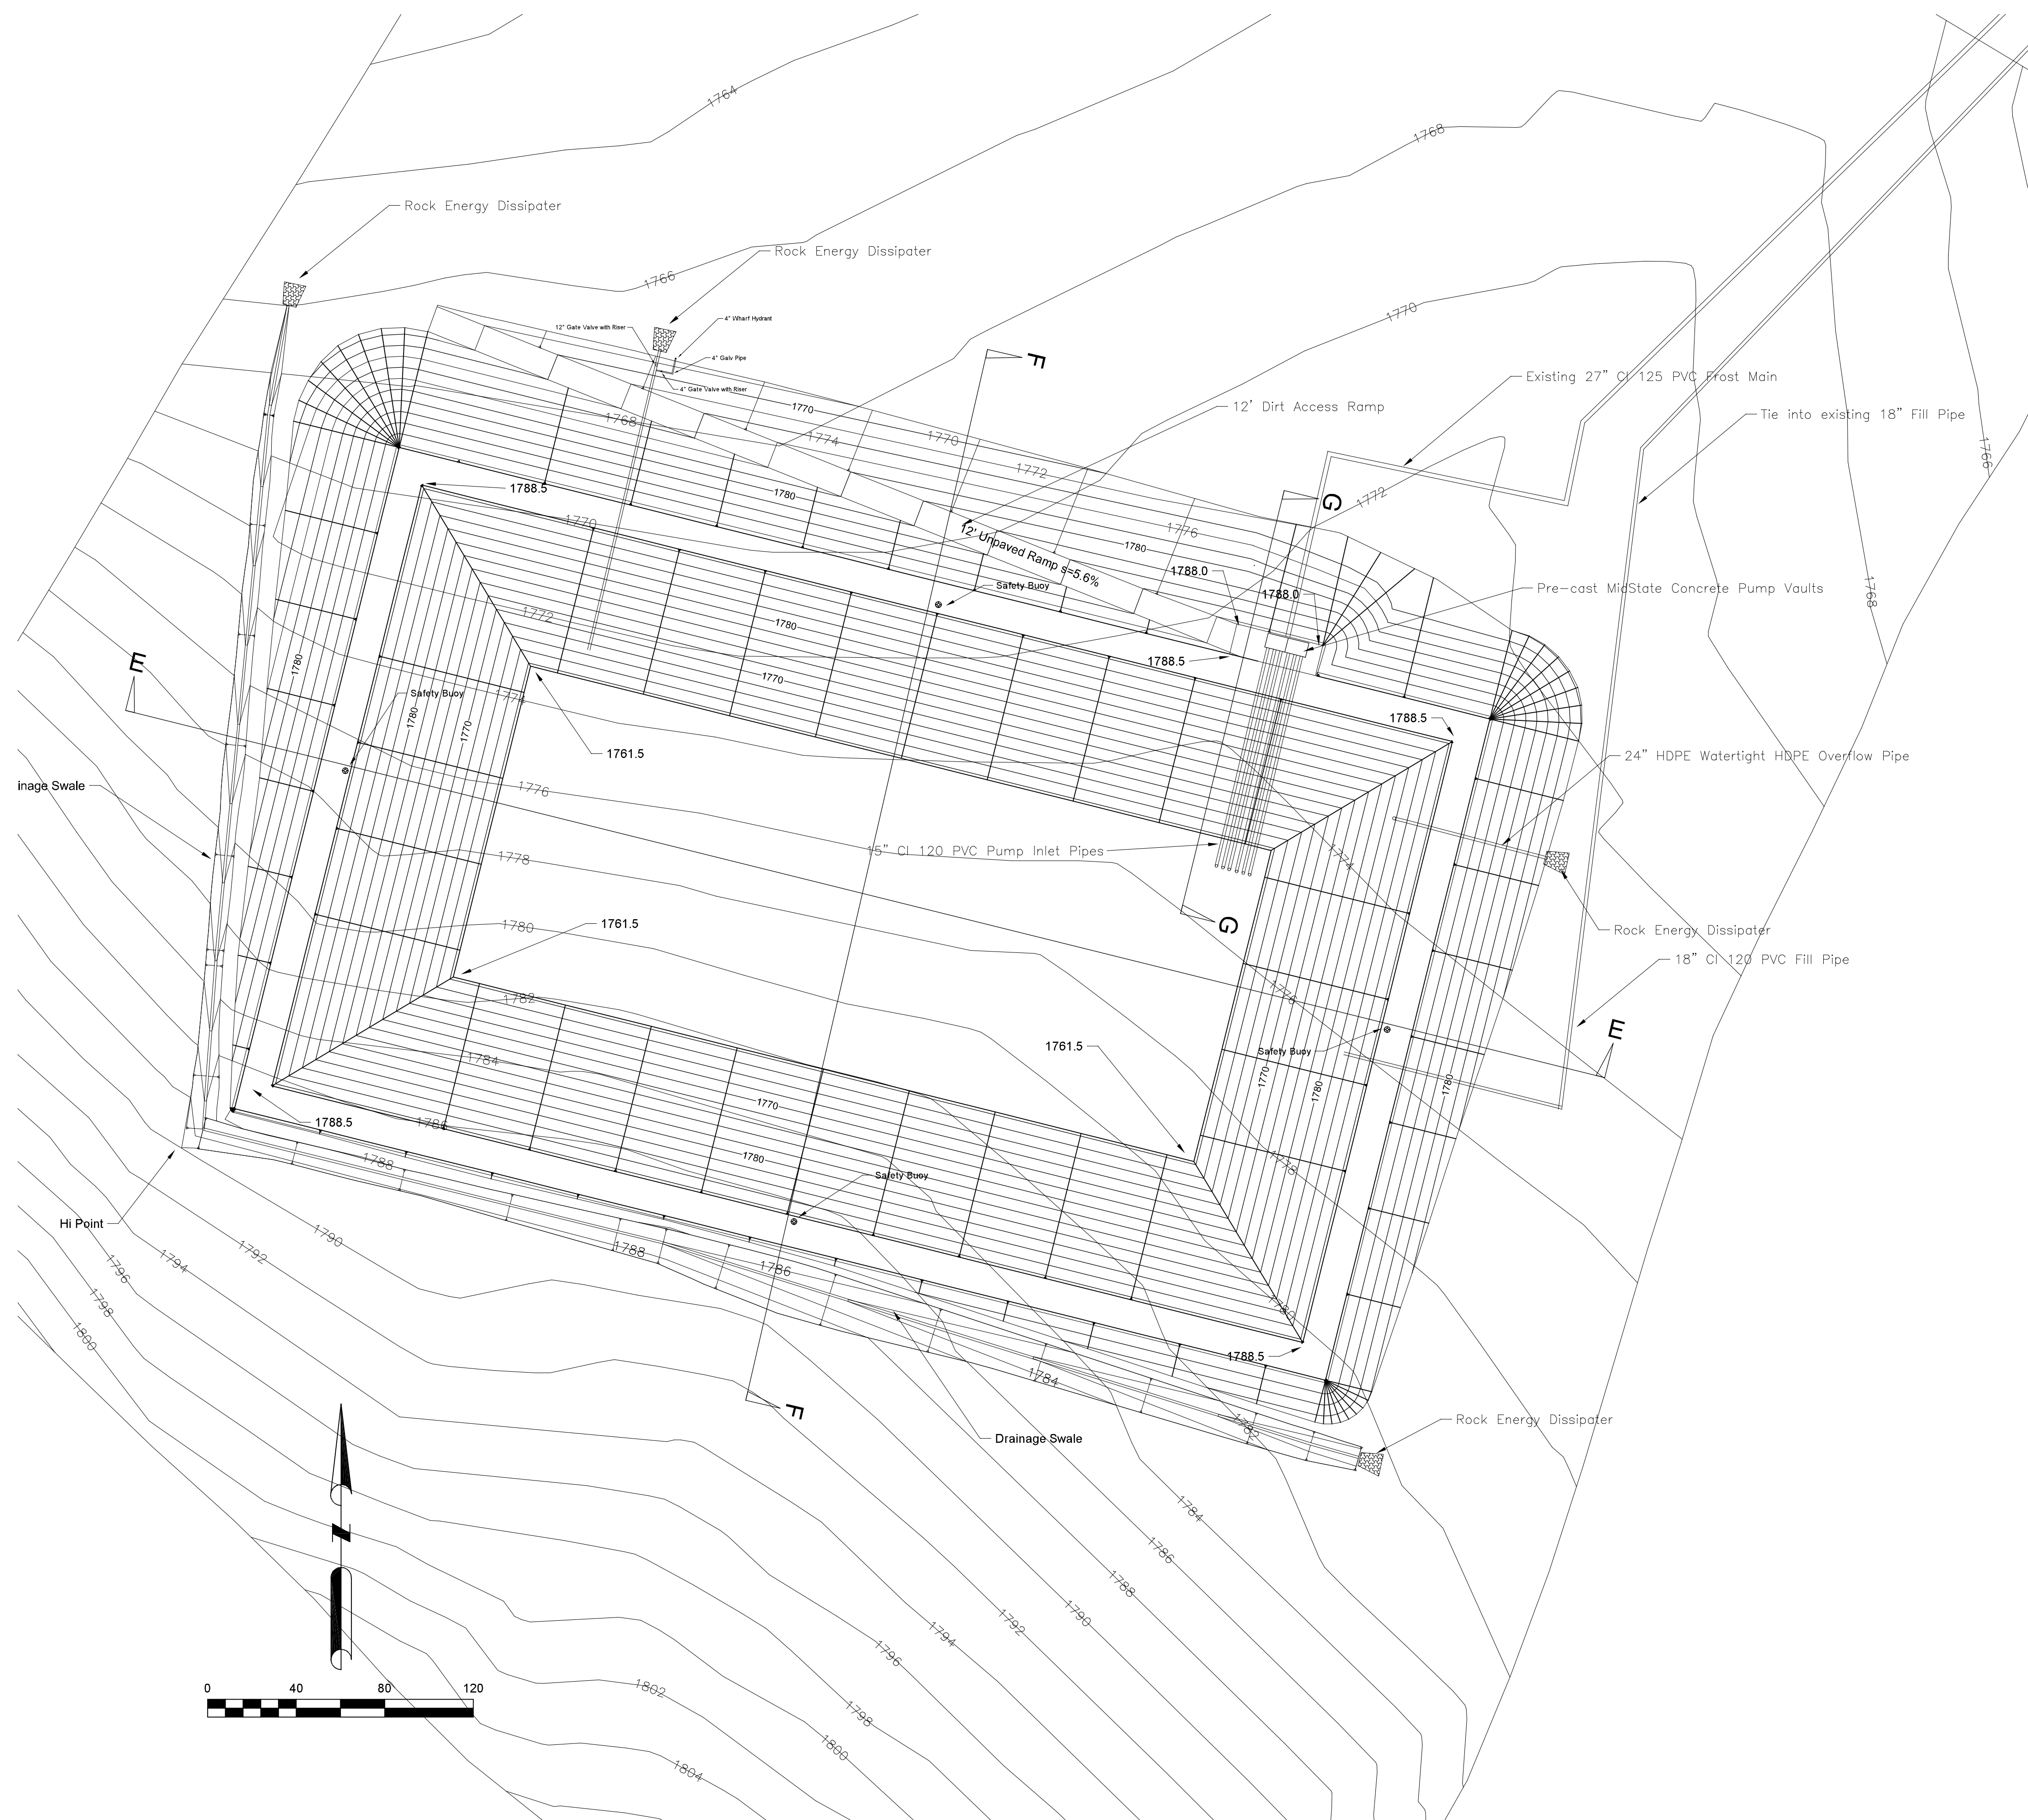 1764
1768
Rock Energy Dissipater
Rock Energy Dissipater
1766
1770
4" Wharf Hydrant
12" Gate Valve with Riser
4" Galv Pipe
F
Existing 27" Cl 125 PVC Frost Main
4" Gate Valve with Riser
1770
12' Dirt Access Ramp
Tie into existing 18" Fill Pipe
1768
1774
1770
1766
1772
1780
1788.5
1772
G
1770
1776
12' Unpaved Ramp s=5.6%
1780
1788.0
Safety Buoy
1788.0
Pre-cast MidState Concrete Pump Vaults
1768
1772
1780
E
1780
1788.5
1770
Safety Buoy
1774
1780
1770
1788.5
1761.5
24" HDPE Watertight HDPE Overflow Pipe
inage Swale
1776
15" Cl 120 PVC Pump Inlet Pipes
1774
1778
1761.5
1780
G
Rock Energy Dissipater
18" Cl 120 PVC Fill Pipe
1782
1776
1761.5
E
Safety Buoy
1784
1770
1780
1780
1770
1788.5
1786
1780
1788
Safety Buoy
1778
Hi Point
1790
1788
1786
1792
1794
1796
1798
1800
1780
1788.5
1784
F
Drainage Swale
1782
Rock Energy Dissipater
1784
1786
1788
1790
1792
1794
1796
1798
1800
1802
1804
N
0 40 80 120